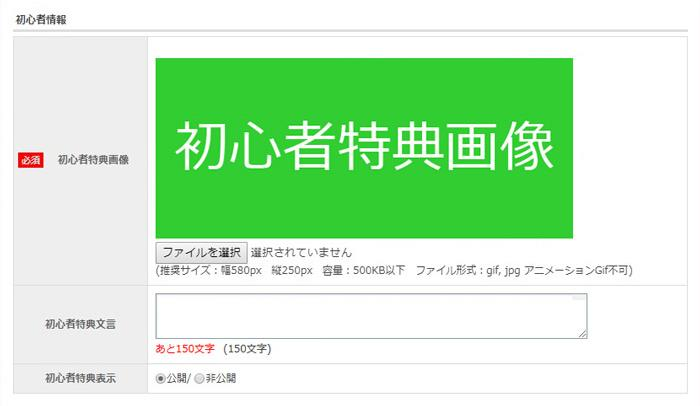 初心者情報
必須 初心者特典画像
初心者特典画像
ファイルを選択 選択されていません
(推奨サイズ：幅580px 縦250px 容量：500KB以下 ファイル形式：gif, jpg アニメーションGif不可)
初心者特典文言
あと150文字 (150文字)
初心者特典表示
公開/ 非公開